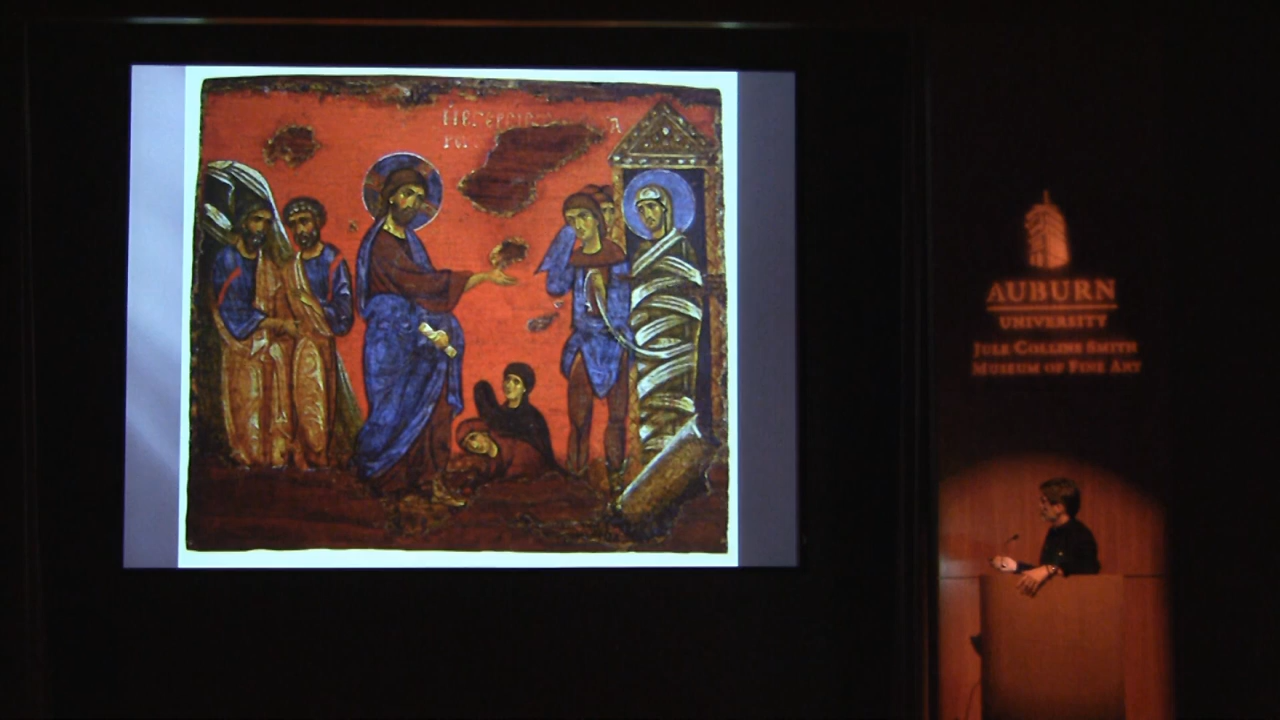 AUBURN
UNIVERSITY
JULE COLLINS SMITH
MUSEUM OF FINE ART